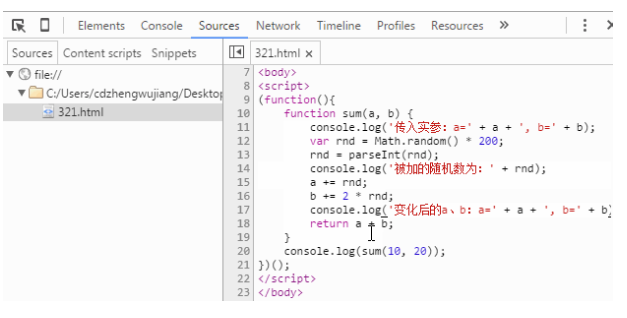 Elements Console Sources Network Timeline Profiles Resources »
Sources Content scripts Snippets
321.html ×
file://
C:/Users/cdzhengwujiang/Desktop
321.html
7 <body>
8 <script>
9 (function(){
10 function sum(a, b) {
11 console.log('传入实参：a=' + a + ', b=' + b);
12 var rnd = Math.random() * 200;
13 rnd = parseInt(rnd);
14 console.log('被加的随机数为：' + rnd);
15 a += rnd;
16 b += 2 * rnd;
17 console.log('变化后的a、b: a=' + a + ', b=' + b)
18 return a + b;
19 }
20 console.log(sum(10, 20));
21 })();
22 </script>
23 </body>